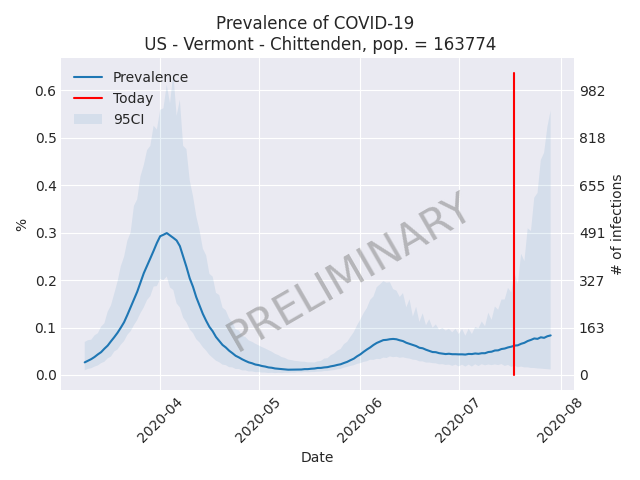 Prevalence of COVID-19
US - Vermont - Chittenden, pop. = 163774
Prevalence
Today
95CI
0.6
0.5
0.4
0.3
0.2
0.1
0.0
%
982
818
655
491
327
163
0
# of infections
PRELIMINARY
2020-04
2020-05
2020-06
2020-07
2020-08
Date